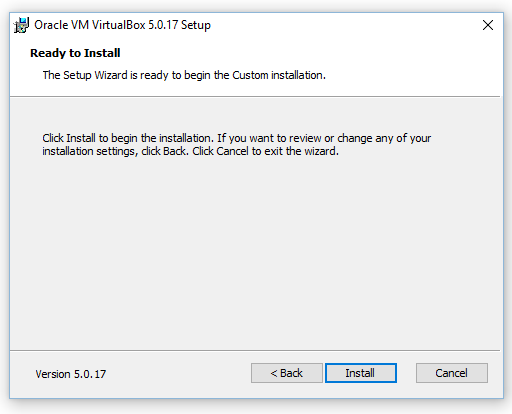 Oracle VM VirtualBox 5.0.17 Setup
Ready to Install
The Setup Wizard is ready to begin the Custom installation.
Click Install to begin the installation. If you want to review or change any of your
installation settings, click Back. Click Cancel to exit the wizard.
Version 5.0.17
< Back
Install
Cancel